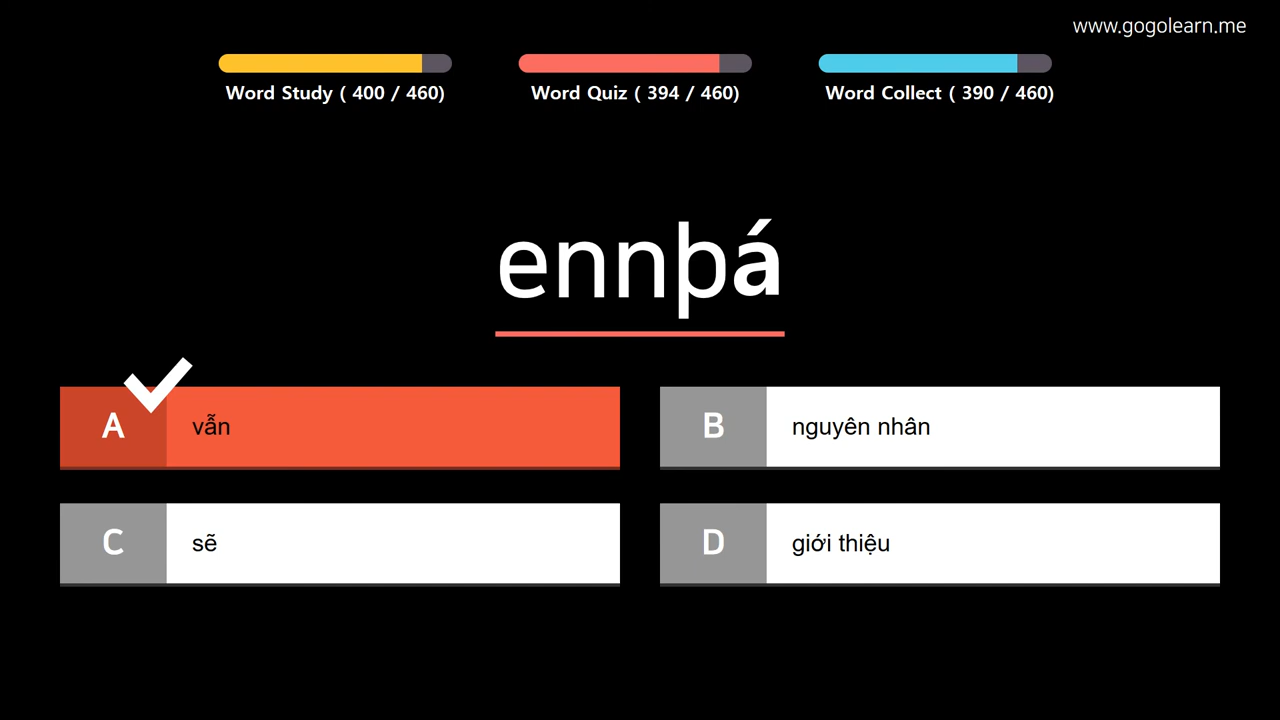 www.gogolearn.me
Word Study ( 400 / 460)
Word Quiz ( 394 / 460)
Word Collect ( 390 / 460)
ennþá
A vẫn
B nguyên nhân
C sẽ
D giới thiệu